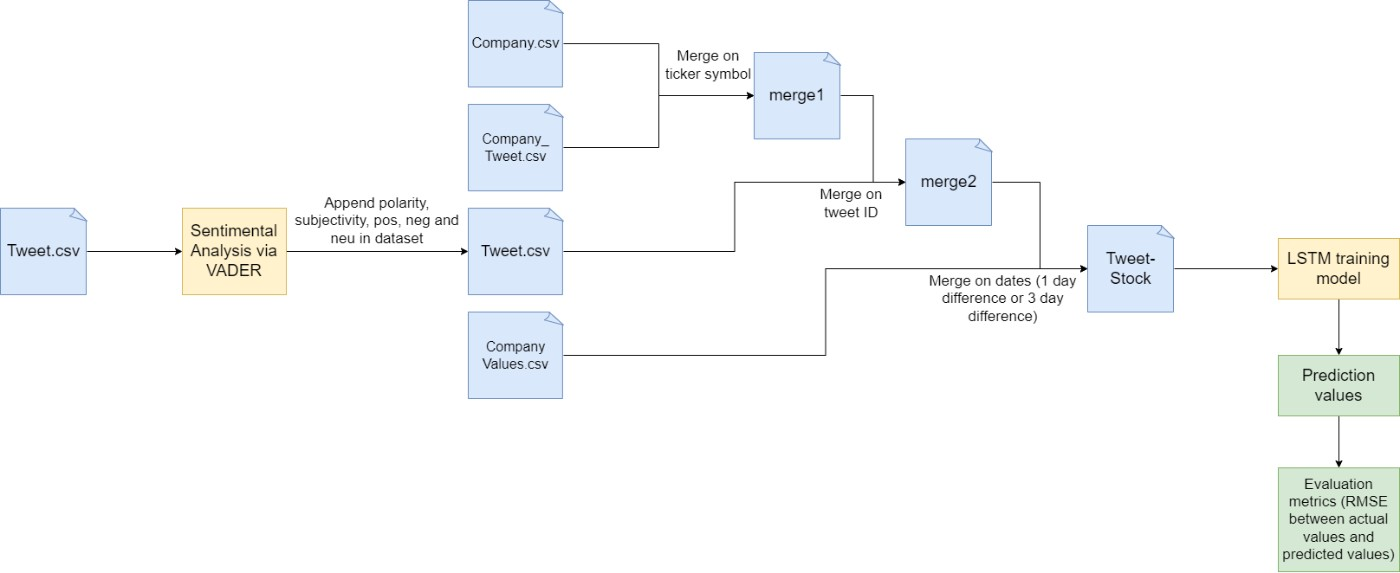 Company.csv
Merge on
ticker symbol
merge1
Company_
Tweet.csv
Tweet.csv
Sentimental
Analysis via
VADER
Append polarity,
subjectivity, pos, neg and
neu in dataset
Tweet.csv
Merge on
tweet ID
merge2
Company
Values.csv
Merge on dates (1 day
difference or 3 day
difference)
Tweet-
Stock
LSTM training
model
Prediction
values
Evaluation
metrics (RMSE
between actual
values and
predicted values)